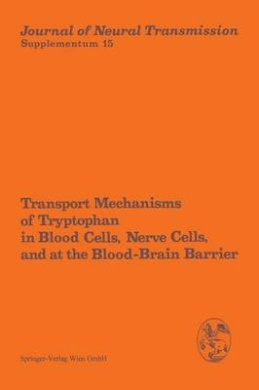 Journal of Neural Transmission
Supplementum 15
Transport Mechanisms
of Tryptophan
in Blood Cells, Nerve Cells,
and at the Blood-Brain Barrier
Springer-Verlag Wien GmbH